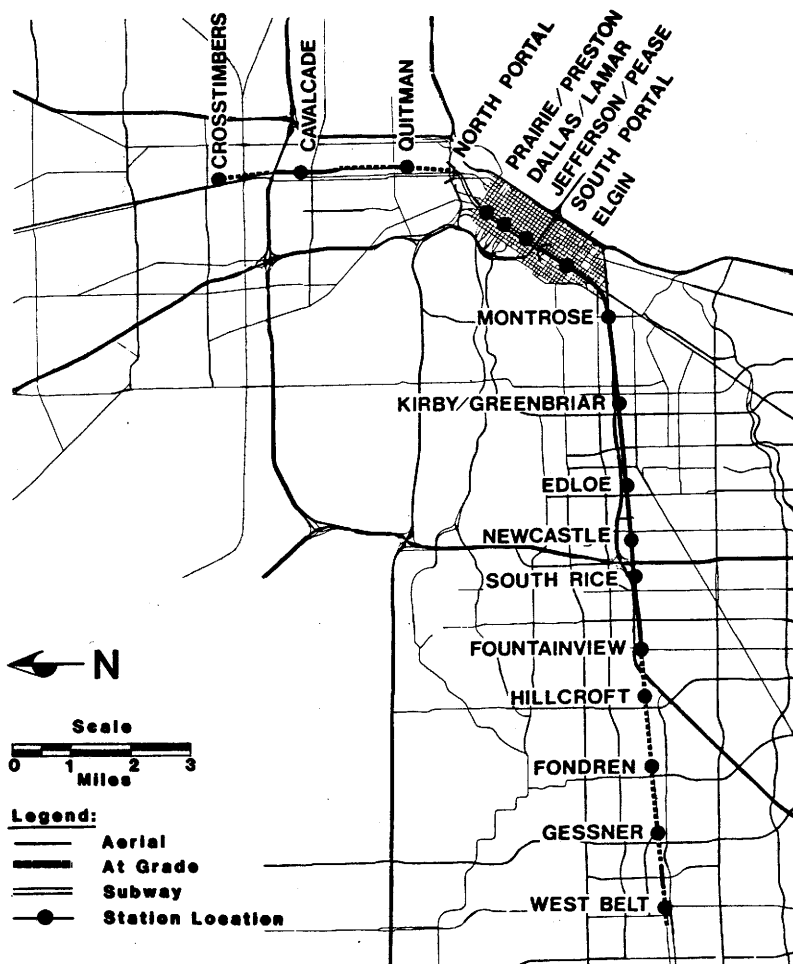 CROSSTIMBERS
CAVALCADE
QUITMAN
NORTH PORTAL
PRAIRIE/PRESTON
DALLAS/LAMAR
JEFFERSON/PEASE
SOUTH PORTAL
ELGIN
MONTROSE
KIRBY/GREENBRIAR
EDLOE
NEWCASTLE
SOUTH RICE
FOUNTAINVIEW
N
HILLCROFT
Scale
0 1 2 3
Miles
FONDREN
Legend:
Aerial
At Grade
Subway
Station Location
GESSNER
WEST BELT